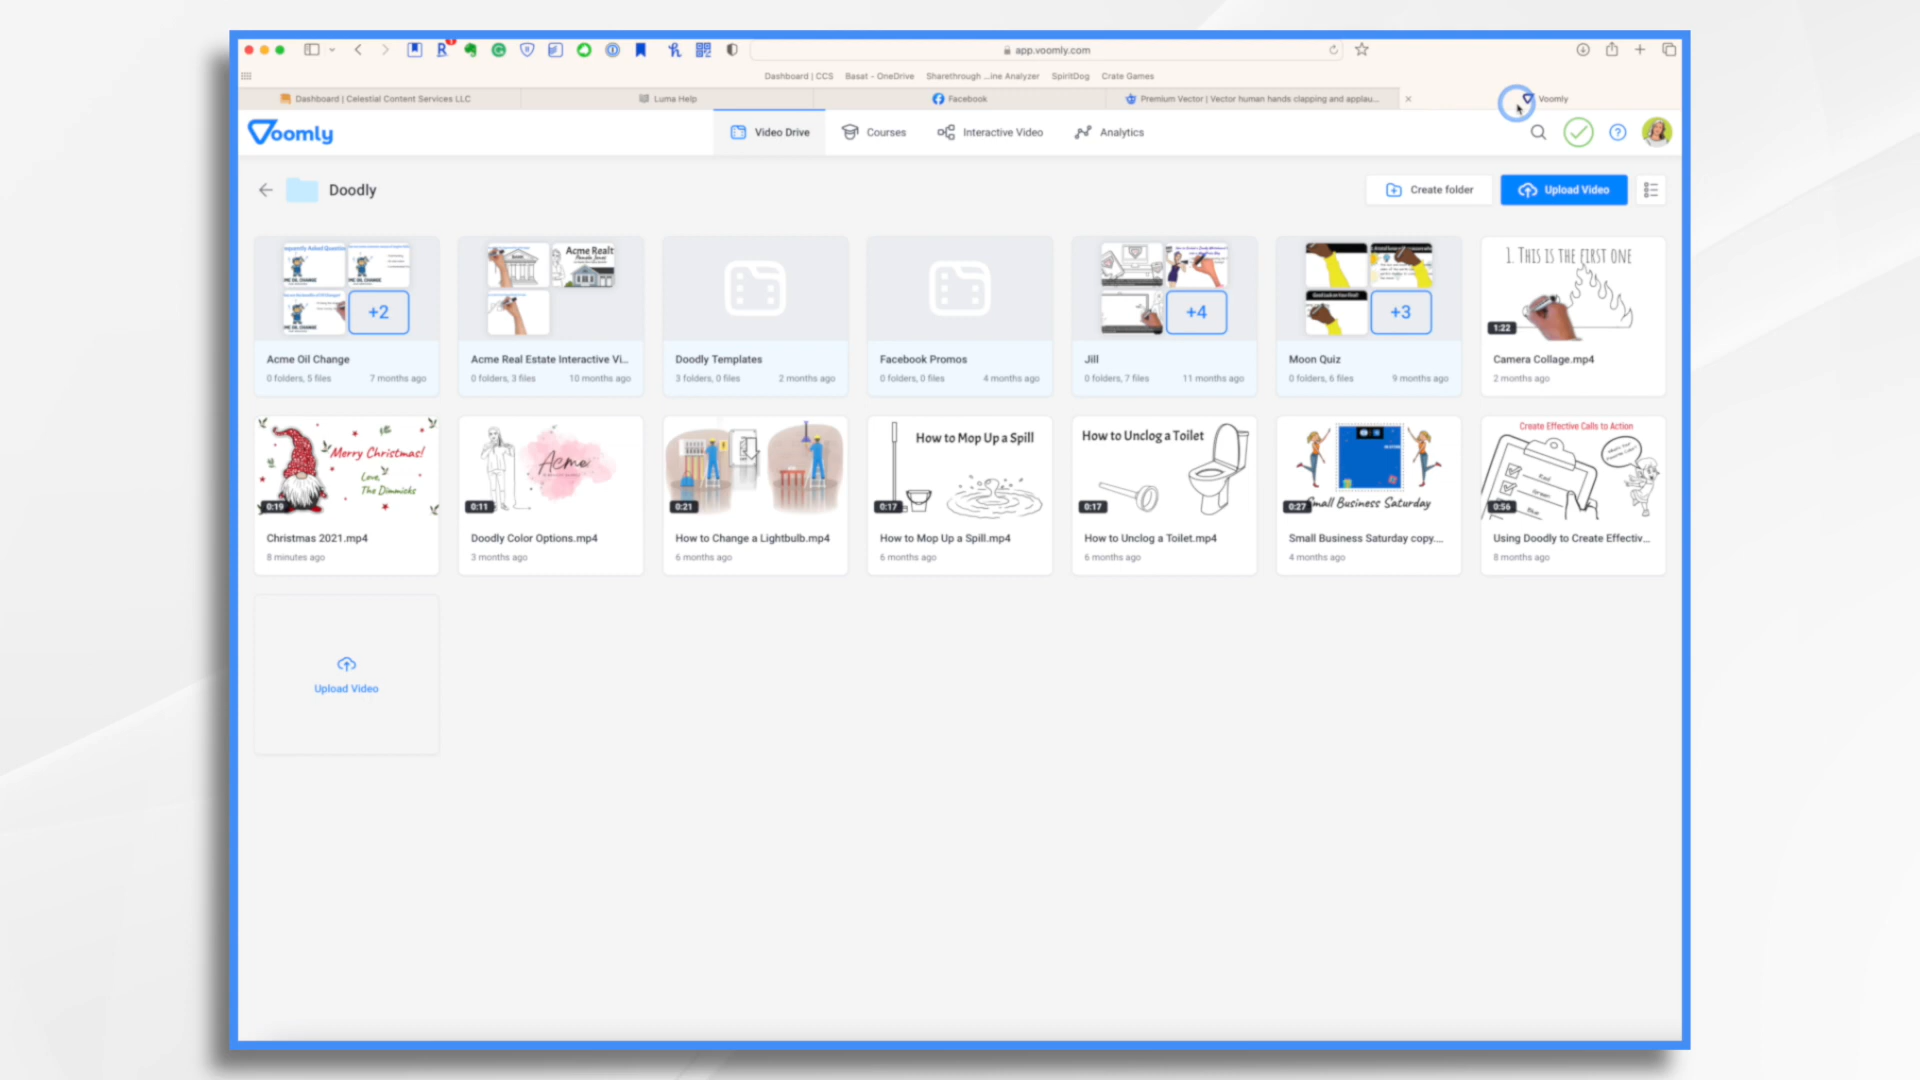 app.voomly.com
Dashboard | CCS
Basat - OneDrive
Sharethrough ...ine Analyzer
SpiritDog
Crate Games
Dashboard | Celestial Content Services LLC
Luma Help
Facebook
Premium Vector | Vector human hands clapping and applau...
Voomly
Voomly
Video Drive
Courses
Interactive Video
Analytics
Doodly
Create folder
Upload Video
+2
Acme Oil Change
0 folders, 5 files
7 months ago
Acme Realt
Acme Real Estate Interactive Vi...
0 folders, 3 files
10 months ago
Doodly Templates
3 folders, 0 files
2 months ago
Facebook Promos
0 folders, 0 files
4 months ago
+4
Jill
0 folders, 7 files
11 months ago
+3
Moon Quiz
0 folders, 6 files
9 months ago
1. THIS IS THE FIRST ONE
1:22
Camera Collage.mp4
2 months ago
Merry Christmas!
Love,
The Dimmicks
0:19
Christmas 2021.mp4
8 minutes ago
Acme
0:11
Doodly Color Options.mp4
3 months ago
0:21
How to Change a Lightbulb.mp4
6 months ago
How to Mop Up a Spill
0:17
How to Mop Up a Spill.mp4
6 months ago
How to Unclog a Toilet
0:17
How to Unclog a Toilet.mp4
6 months ago
0:27
mall Business Saturday
Small Business Saturday copy....
4 months ago
Create Effective Calls to Action
Red
Green
Blue
0:56
Using Doodly to Create Effectiv...
8 months ago
Upload Video